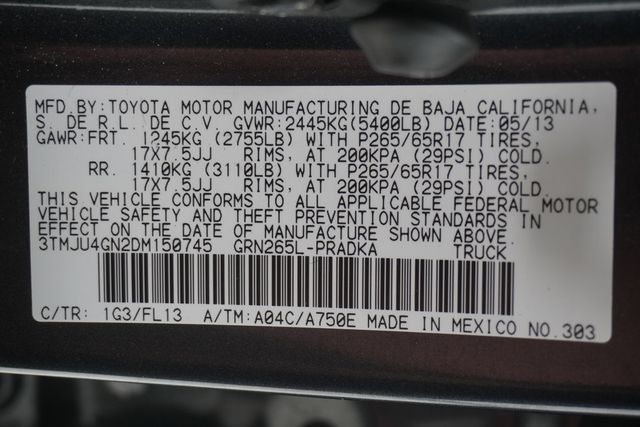 MFD.BY:TOYOTA MOTOR MANUFACTURING DE BAJA CALIFORNIA,
S. DE R.L. DE C.V. GVWR:2445KG(5400LB) DATE:05/13
GAWR:FRT. 1245KG (2755LB) WITH P265/65R17 TIRES,
17X7.5JJ RIMS, AT 200KPA (29PSI) COLD.
RR. 1410KG (3110LB) WITH P265/65R17 TIRES,
17X7.5JJ RIMS, AT 200KPA (29PSI) COLD.
THIS VEHICLE CONFORMS TO ALL APPLICABLE FEDERAL MOTOR
VEHICLE SAFETY AND THEFT PREVENTION STANDARDS IN
EFFECT ON THE DATE OF MANUFACTURE SHOWN ABOVE.
3TMJU4GN2DM150745 GRN265L-PRADKA TRUCK
C/TR: 1G3/FL13 A/TM:A04C/A750E MADE IN MEXICO NO.303